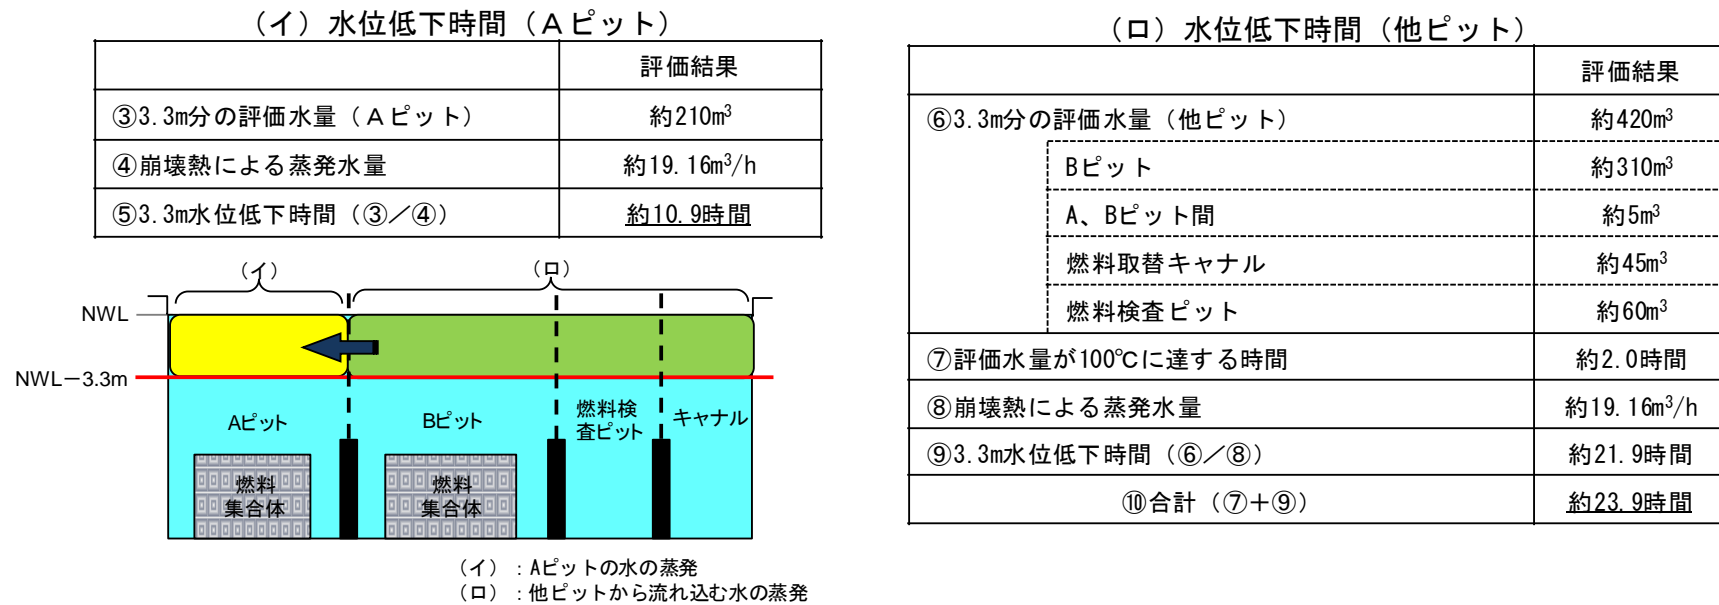 （イ）水位低下時間（Ａピット）
評価結果
③3.3m分の評価水量（Ａピット） 約210m³
④崩壊熱による蒸発水量 約19.16m³/h
⑤3.3m水位低下時間（③／④） 約10.9時間
（イ） （ロ）
NWL
NWL－3.3m
Aピット Bピット 燃料検査ピット キャナル
燃料集合体 燃料集合体
（イ）：Aピットの水の蒸発
（ロ）：他ピットから流れ込む水の蒸発
（ロ）水位低下時間（他ピット）
評価結果
⑥3.3m分の評価水量（他ピット） 約420m³
Bピット 約310m³
A、Bピット間 約5m³
燃料取替キャナル 約45m³
燃料検査ピット 約60m³
⑦評価水量が100℃に達する時間 約2.0時間
⑧崩壊熱による蒸発水量 約19.16m³/h
⑨3.3m水位低下時間（⑥／⑧） 約21.9時間
⑩合計（⑦＋⑨） 約23.9時間